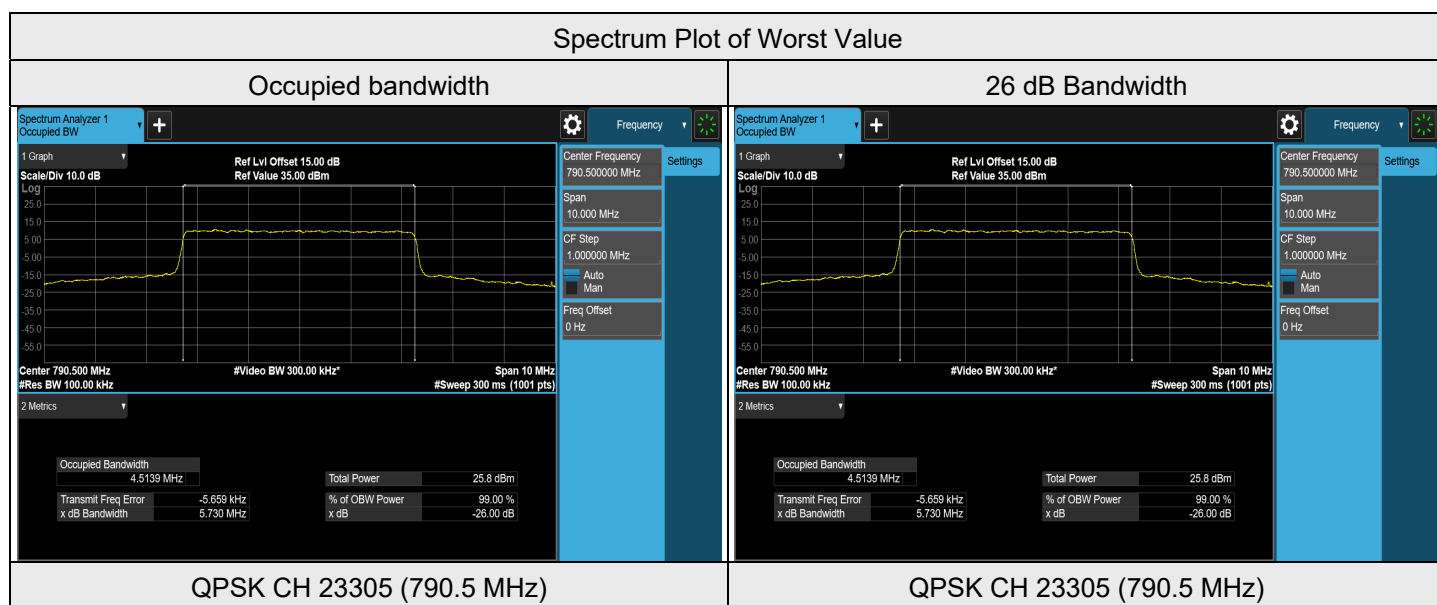 Spectrum Plot of Worst Value
Occupied bandwidth
26 dB Bandwidth
Spectrum Analyzer 1
Occupied BW
+
Frequency
1 Graph
Ref Lvl Offset 15.00 dB
Scale/Div 10.0 dB
Ref Value 35.00 dBm
Log
25.0
15.0
5.00
-5.00
-15.0
-25.0
-35.0
-45.0
-55.0
Center 790.500 MHz
#Video BW 300.00 kHz*
Span 10 MHz
#Res BW 100.00 kHz
#Sweep 300 ms (1001 pts)
Center Frequency
790.500000 MHz
Settings
Span
10.000 MHz
CF Step
1.000000 MHz
Auto
Man
Freq Offset
0 Hz
2 Metrics
Occupied Bandwidth
4.5139 MHz
Total Power 25.8 dBm
Transmit Freq Error -5.659 kHz
% of OBW Power 99.00 %
x dB Bandwidth 5.730 MHz
x dB -26.00 dB
Spectrum Analyzer 1
Occupied BW
+
Frequency
1 Graph
Ref Lvl Offset 15.00 dB
Scale/Div 10.0 dB
Ref Value 35.00 dBm
Log
25.0
15.0
5.00
-5.00
-15.0
-25.0
-35.0
-45.0
-55.0
Center 790.500 MHz
#Video BW 300.00 kHz*
Span 10 MHz
#Res BW 100.00 kHz
#Sweep 300 ms (1001 pts)
Center Frequency
790.500000 MHz
Settings
Span
10.000 MHz
CF Step
1.000000 MHz
Auto
Man
Freq Offset
0 Hz
2 Metrics
Occupied Bandwidth
4.5139 MHz
Total Power 25.8 dBm
Transmit Freq Error -5.659 kHz
% of OBW Power 99.00 %
x dB Bandwidth 5.730 MHz
x dB -26.00 dB
QPSK CH 23305 (790.5 MHz)
QPSK CH 23305 (790.5 MHz)